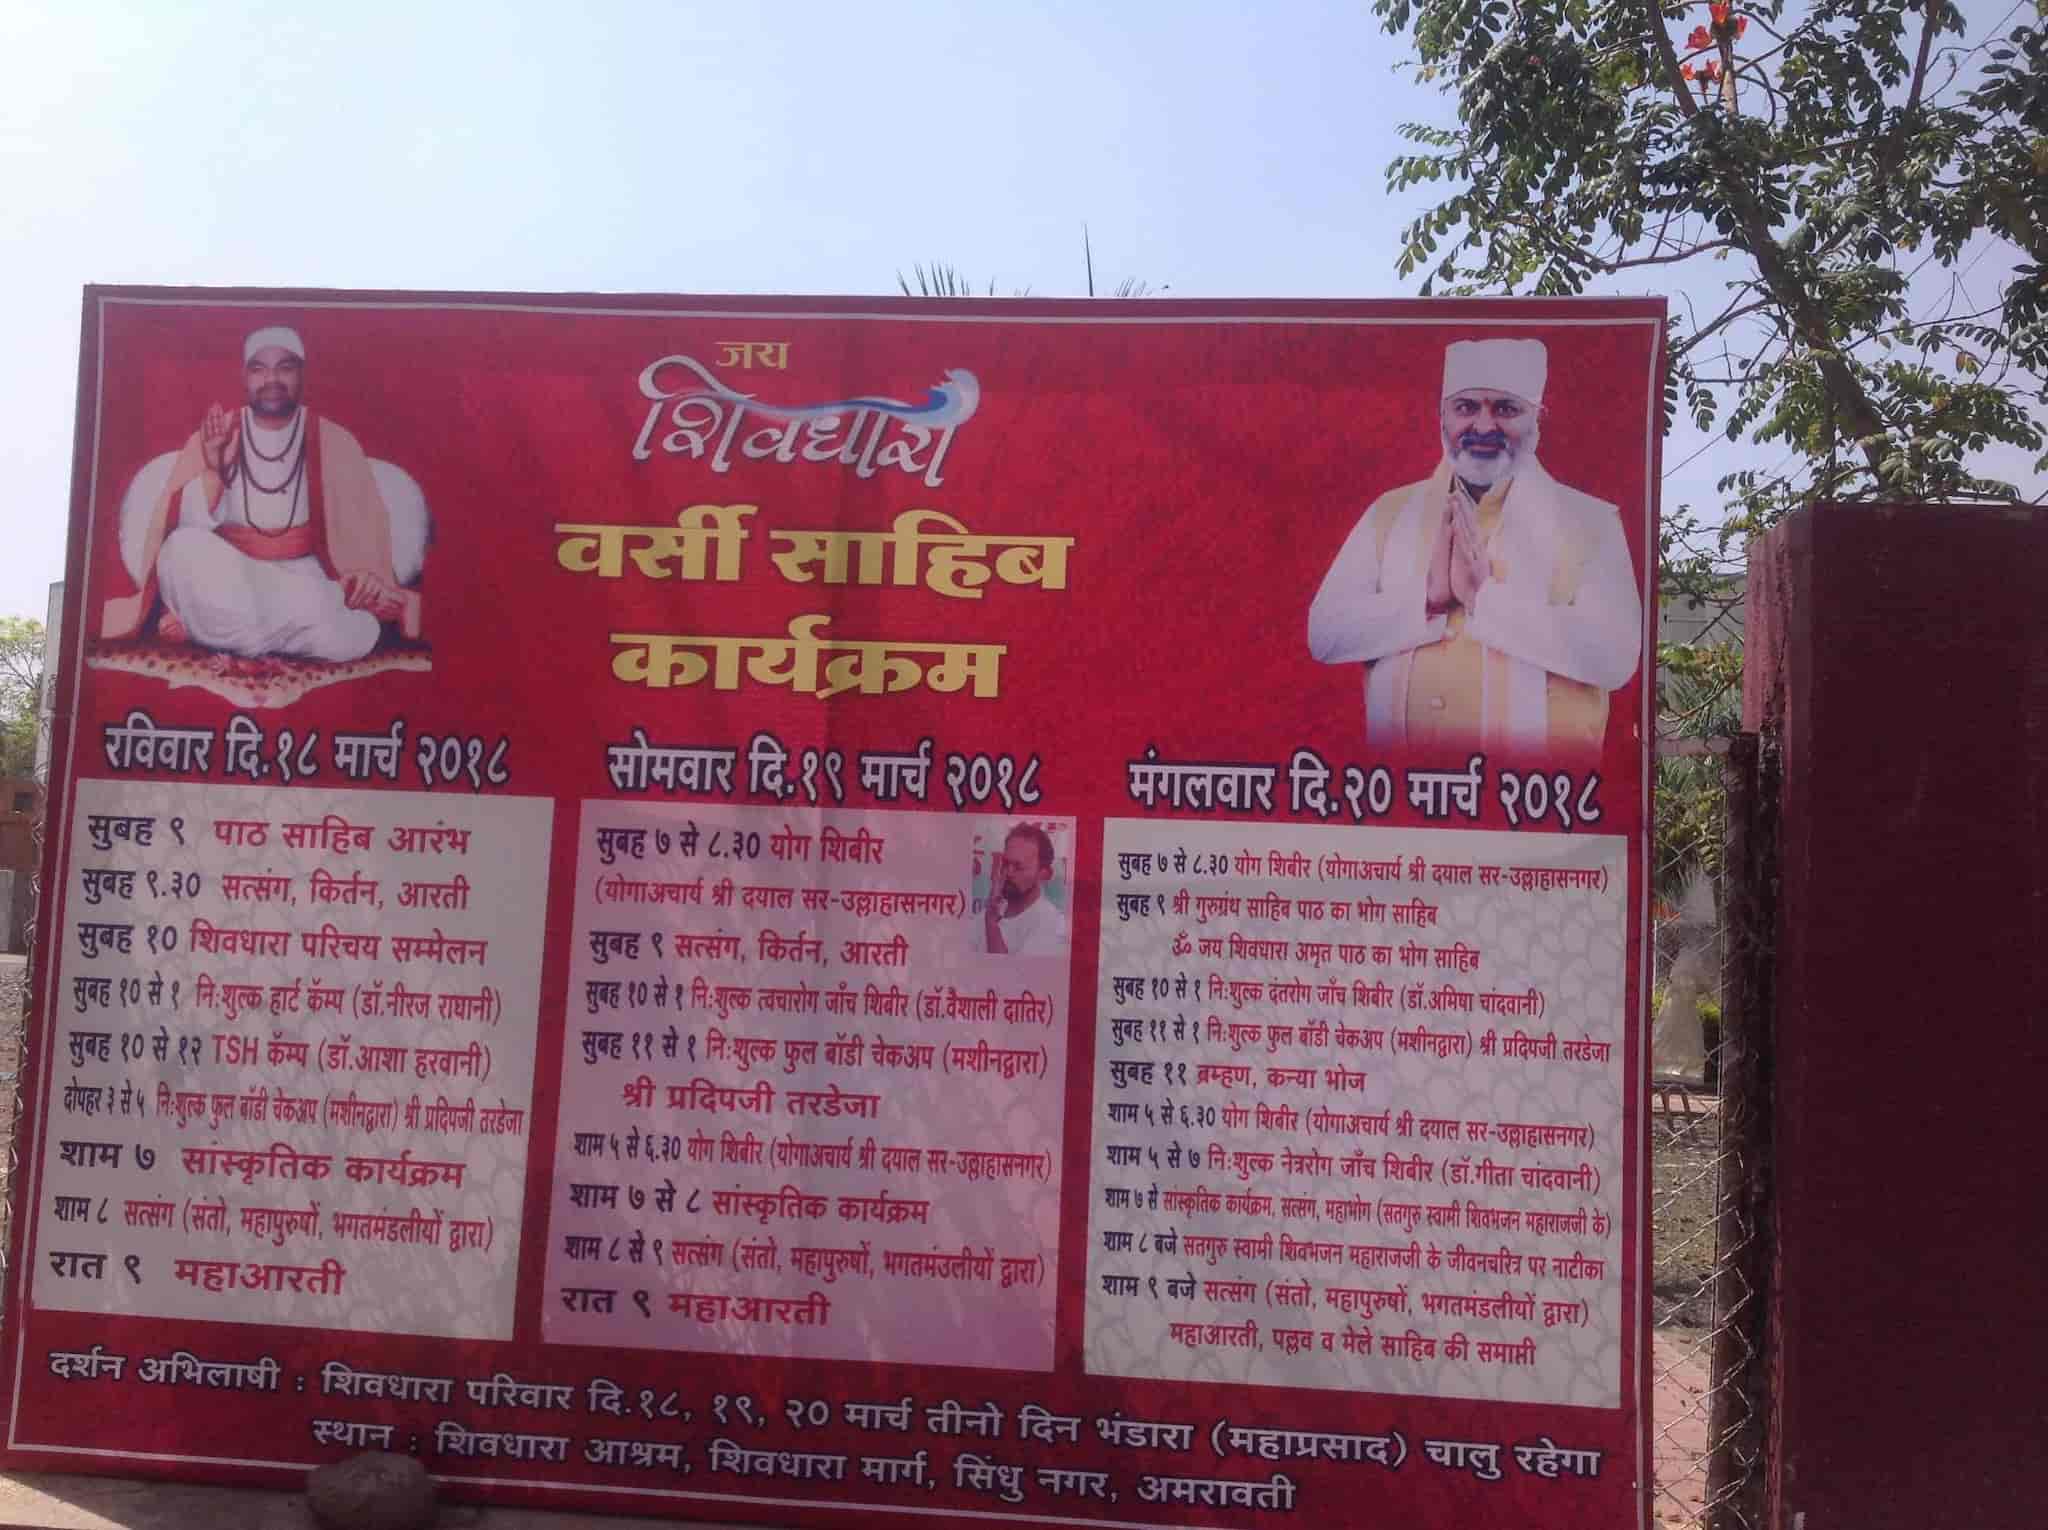 जय
शिवधारा
वर्सी साहिब
कार्यक्रम
रविवार दि.१८ मार्च २०१८
सुबह ९ पाठ साहिब आरंभ
सुबह ९.३० सत्संग, किर्तन, आरती
सुबह १० शिवधारा परिचय सम्मेलन
सुबह १० से १ नि:शुल्क हार्ट कॅम्प (डॉ.नीरज राघानी)
सुबह १० से १२ TSH कॅम्प (डॉ.आशा हरवानी)
दोपहर ३ से ५ नि:शुल्क फुल बॉडी चेकअप (मशीनद्वारा) श्री प्रदिपजी तरडेजा
शाम ७ सांस्कृतिक कार्यक्रम
शाम ८ सत्संग (संतो, महापुरुषों, भगतमंडलीयों द्वारा)
रात ९ महाआरती
सोमवार दि.१९ मार्च २०१८
सुबह ७ से ८.३० योग शिबीर
(योगाअचार्य श्री दयाल सर-उल्लाहासनगर)
सुबह ९ सत्संग, किर्तन, आरती
सुबह १० से १ नि:शुल्क त्वचारोग जाँच शिबीर (डॉ.वैशाली दातिर)
सुबह ११ से १ नि:शुल्क फुल बॉडी चेकअप (मशीनद्वारा)
श्री प्रदिपजी तरडेजा
शाम ५ से ६.३० योग शिबीर (योगाअचार्य श्री दयाल सर-उल्लाहासनगर)
शाम ७ से ८ सांस्कृतिक कार्यक्रम
शाम ८ से ९ सत्संग (संतो, महापुरुषों, भगतमंउलीयों द्वारा)
रात ९ महाआरती
मंगलवार दि.२० मार्च २०१८
सुबह ७ से ८.३० योग शिबीर (योगाअचार्य श्री दयाल सर-उल्लाहासनगर)
सुबह ९ श्री गुरुग्रंथ साहिब पाठ का भोग साहिब
ॐ जय शिवधारा अमृत पाठ का भोग साहिब
सुबह १० से १ नि:शुल्क दंतरोग जाँच शिबीर (डॉ.अमिषा चांदवानी)
सुबह ११ से १ नि:शुल्क फुल बॉडी चेकअप (मशीनद्वारा) श्री प्रदिपजी तरडेजा
सुबह ११ ब्रम्हण, कन्या भोज
शाम ५ से ६.३० योग शिबीर (योगाअचार्य श्री दयाल सर-उल्लाहासनगर)
शाम ५ से ७ नि:शुल्क नेत्ररोग जाँच शिबीर (डॉ.गीता चांदवानी)
शाम ७ से सांस्कृतिक कार्यक्रम, सत्संग, महाभोग (सतगुरु स्वामी शिवभजन महाराजजी के)
शाम ८ बजे सतगुरु स्वामी शिवभजन महाराजजी के जीवनचरित्र पर नाटीका
शाम ९ बजे सत्संग (संतो, महापुरुषों, भगतमंडलीयों द्वारा)
महाआरती, पल्लव व मेले साहिब की समाप्ती
दर्शन अभिलाषी : शिवधारा परिवार दि.१८, १९, २० मार्च तीनो दिन भंडारा (महाप्रसाद) चालु रहेगा
स्थान : शिवधारा आश्रम, शिवधारा मार्ग, सिंधु नगर, अमरावती